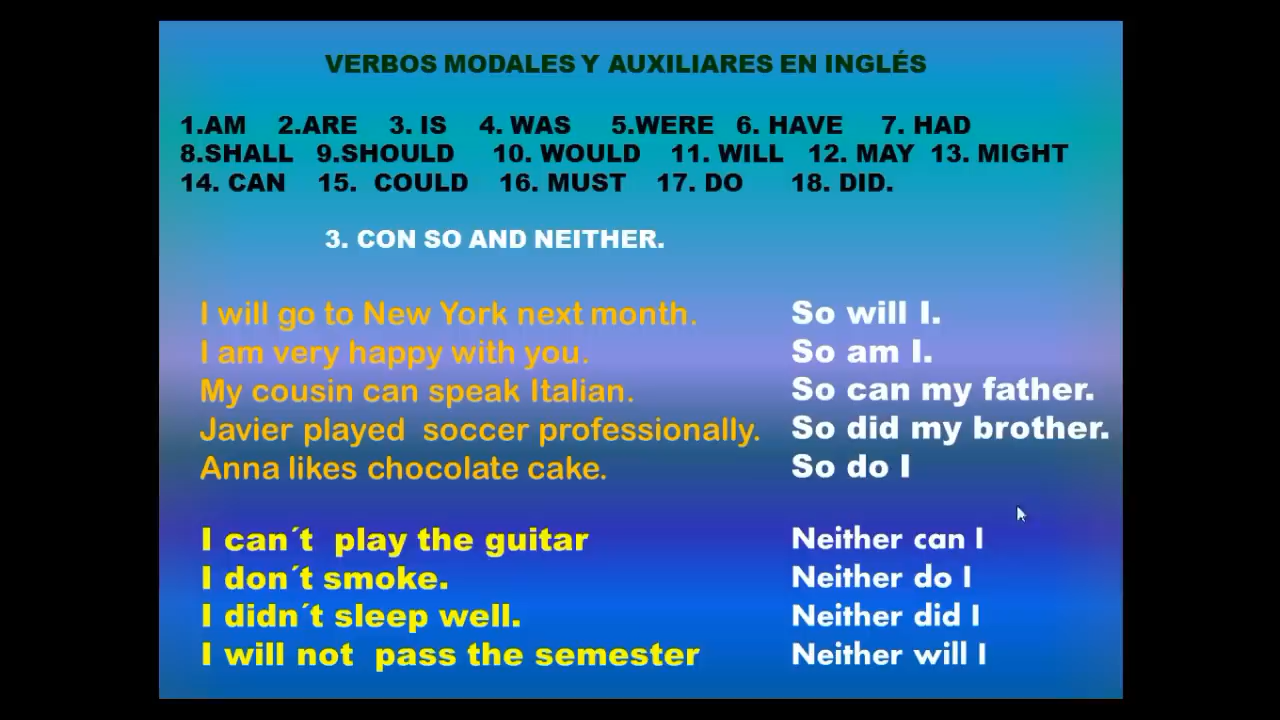 VERBOS MODALES Y AUXILIARES EN INGLÉS
1.AM 2.ARE 3. IS 4. WAS 5.WERE 6. HAVE 7. HAD
8.SHALL 9.SHOULD 10. WOULD 11. WILL 12. MAY 13. MIGHT
14. CAN 15. COULD 16. MUST 17. DO 18. DID.
3. CON SO AND NEITHER.
I will go to New York next month. So will I.
I am very happy with you. So am I.
My cousin can speak Italian. So can my father.
Javier played soccer professionally. So did my brother.
Anna likes chocolate cake. So do I
I can´t play the guitar Neither can I
I don´t smoke. Neither do I
I didn´t sleep well. Neither did I
I will not pass the semester Neither will I